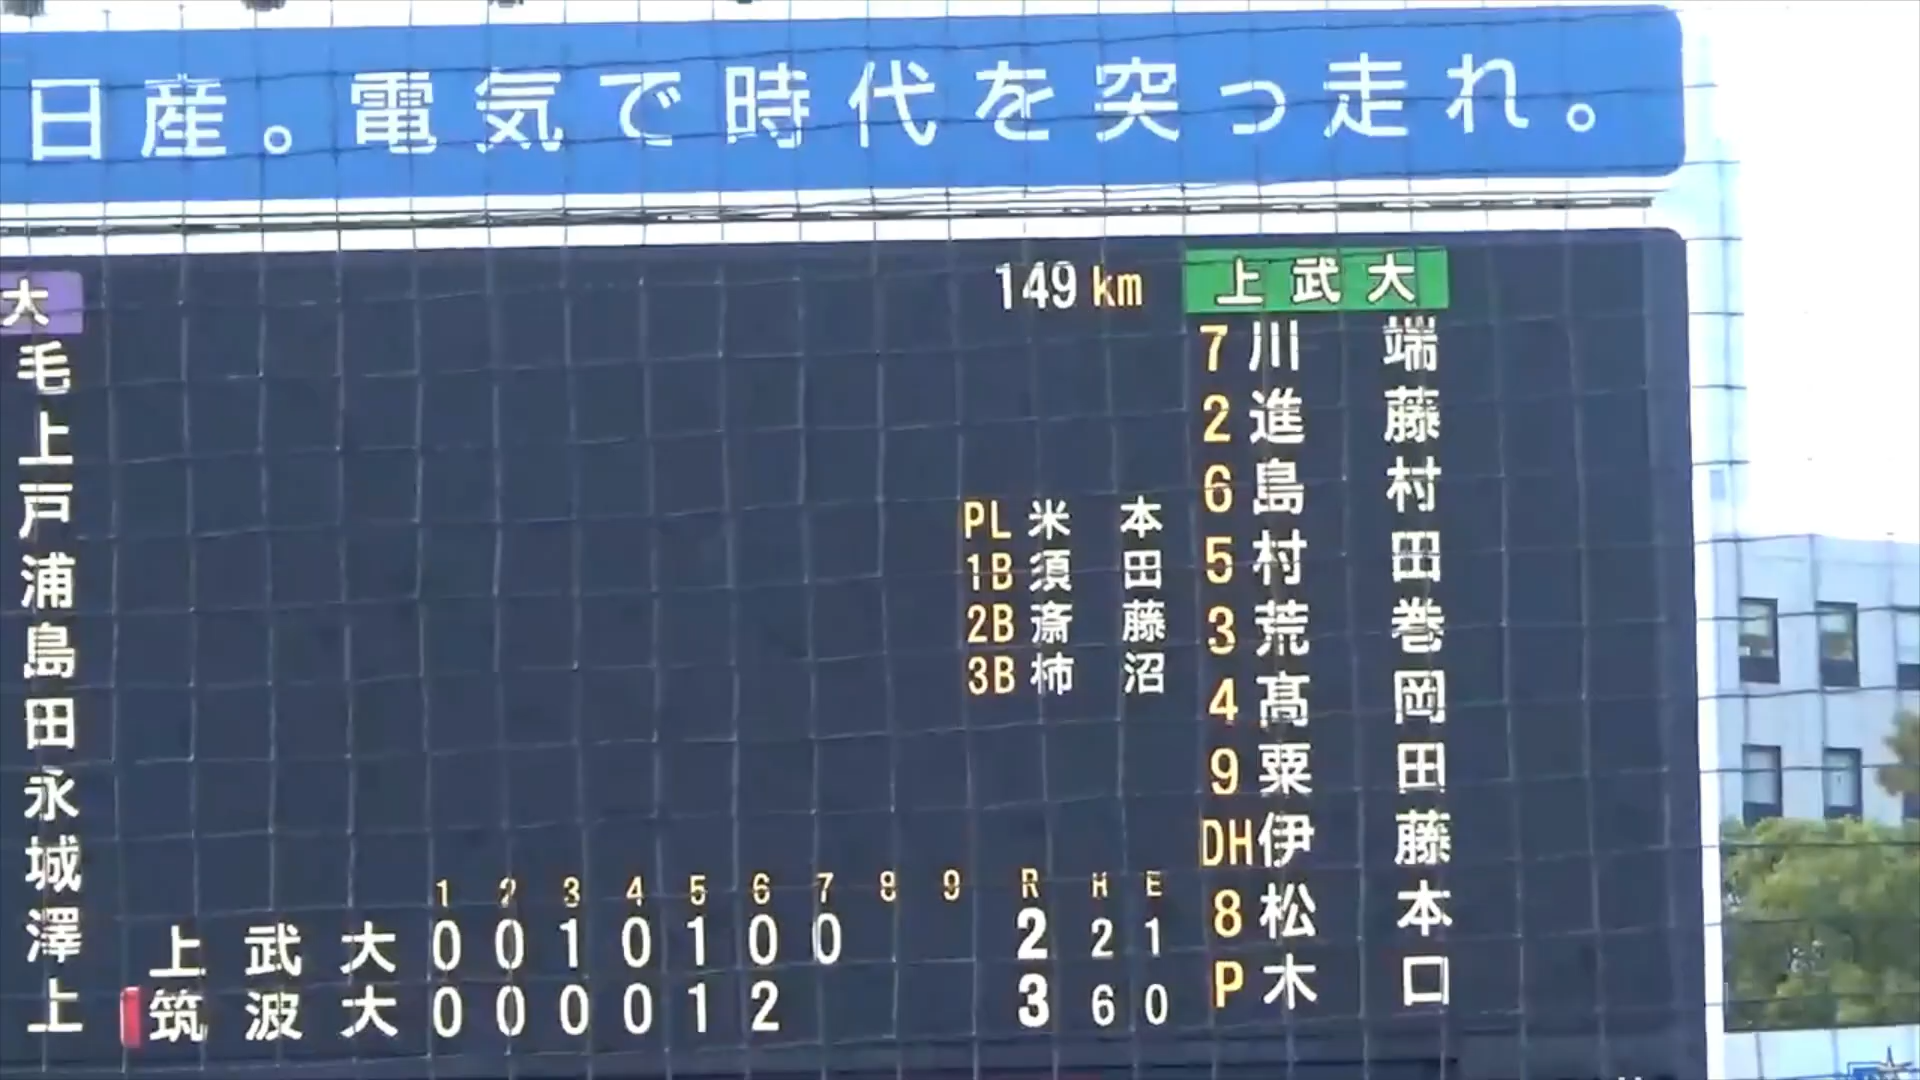 日産。電気で時代を突っ走れ。
149 km
大
毛
上
戸
浦
島
田
永
城
澤
上
PL 米本
1B 須田
2B 斎藤
3B 柿沼
上武大
7 川端
2 進藤
6 島村
5 村田
3 荒巻
4 髙岡
9 粟田
DH 伊藤
8 松本
P 木口
1 2 3 4 5 6 7 8 9 R H E
上武大 0 0 1 0 1 0 0 2 2 1
筑波大 0 0 0 0 1 2 3 6 0